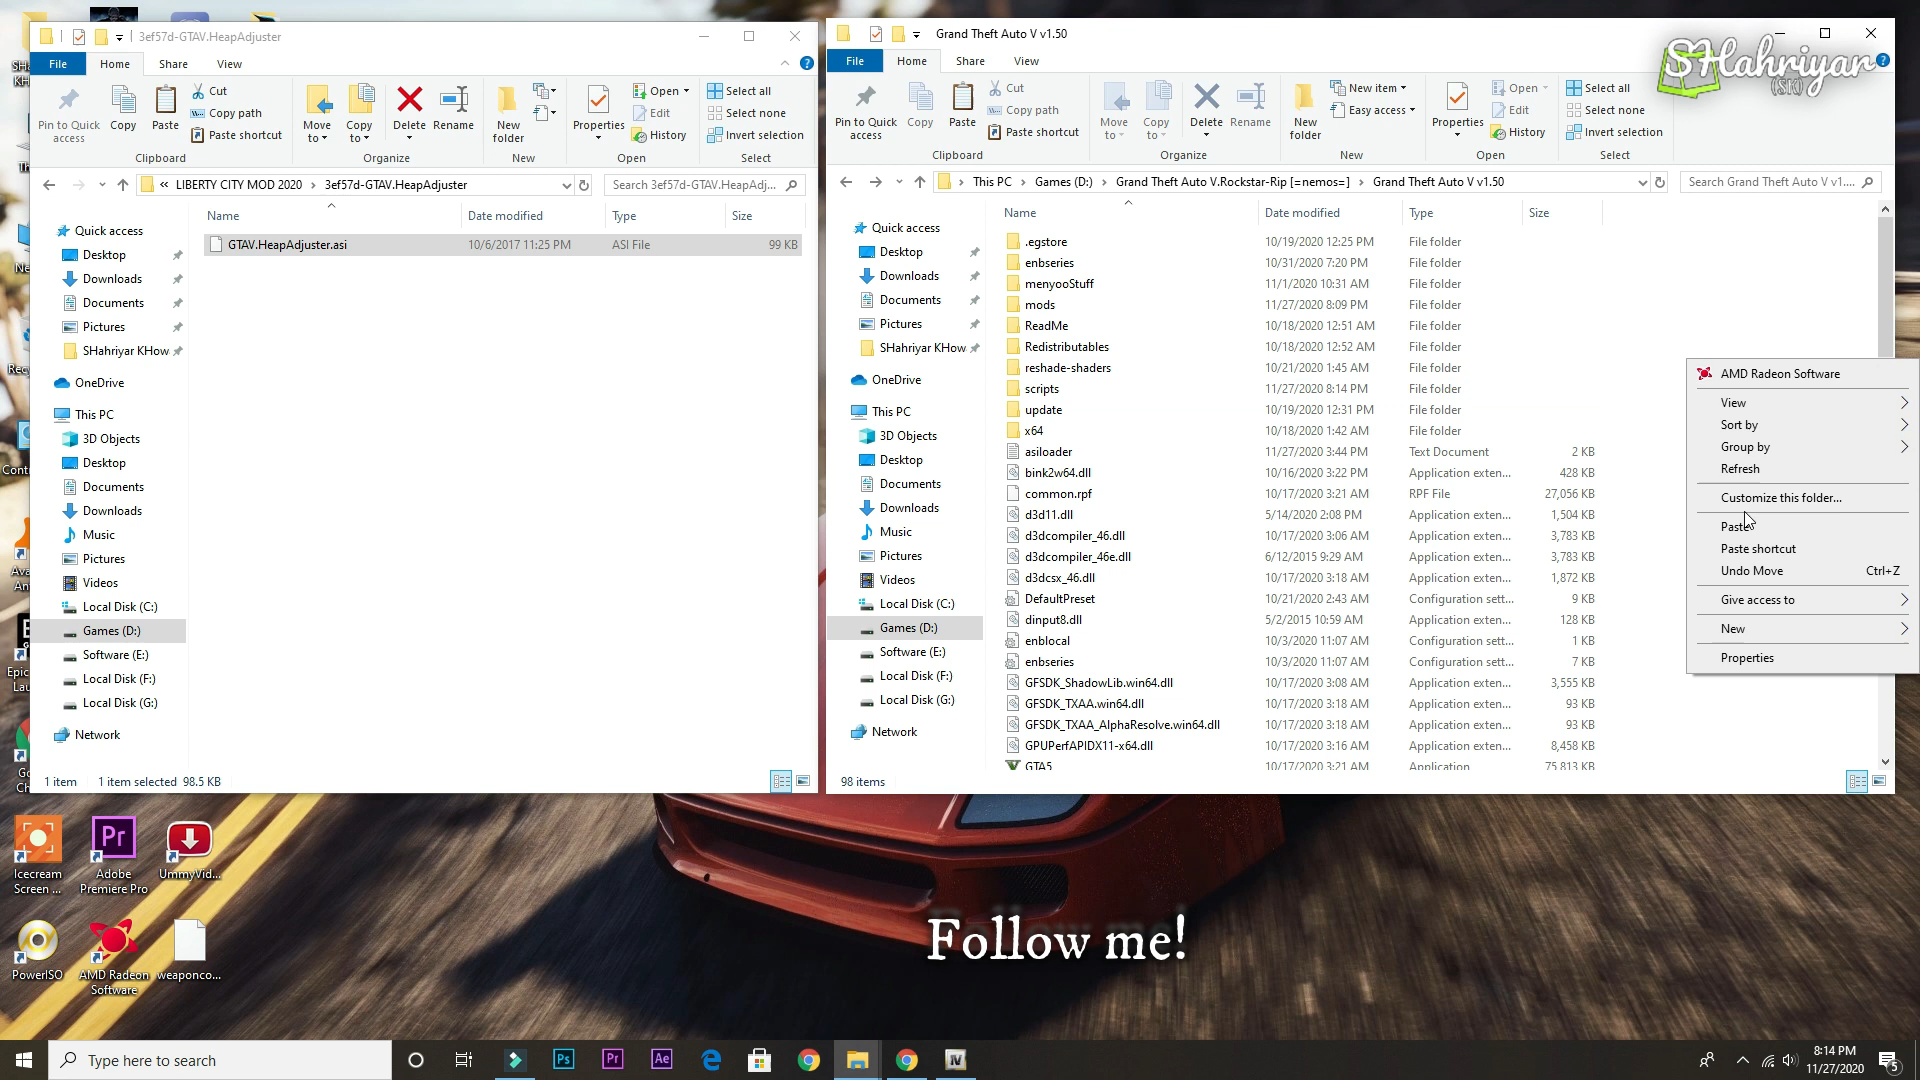 3ef57d-GTAV.HeapAdjuster
File Home Share View
Pin to Quick access
Copy
Paste
Cut
Copy path
Paste shortcut
Clipboard
Move to
Copy to
Delete
Rename
Organize
New folder
New
Properties
Open
Edit
History
Open
Select all
Select none
Invert selection
Select
« LIBERTY CITY MOD 2020 > 3ef57d-GTAV.HeapAdjuster
Search 3ef57d-GTAV.HeapAdj...
Name Date modified Type Size
GTAV.HeapAdjuster.asi 10/6/2017 11:25 PM ASI File 99 KB
Quick access
Desktop
Downloads
Documents
Pictures
SHahriyar KHow
OneDrive
This PC
3D Objects
Desktop
Documents
Downloads
Music
Pictures
Videos
Local Disk (C:)
Games (D:)
Software (E:)
Local Disk (F:)
Local Disk (G:)
Network
1 item 1 item selected 98.5 KB
Grand Theft Auto V v1.50
File Home Share View
Pin to Quick access
Copy
Paste
Cut
Copy path
Paste shortcut
Clipboard
Move to
Copy to
Delete
Rename
Organize
New folder
New item
Easy access
New
Properties
Open
Edit
History
Open
Select all
Select none
Invert selection
Select
SHahriyar
(SK)
> This PC > Games (D:) > Grand Theft Auto V.Rockstar-Rip [=nemos=] > Grand Theft Auto V v1.50
Search Grand Theft Auto V v1....
Quick access
Desktop
Downloads
Documents
Pictures
SHahriyar KHow
OneDrive
This PC
3D Objects
Desktop
Documents
Downloads
Music
Pictures
Videos
Local Disk (C:)
Games (D:)
Software (E:)
Local Disk (F:)
Local Disk (G:)
Network
Name Date modified Type Size
.egstore 10/19/2020 12:25 PM File folder
enbseries 10/31/2020 7:20 PM File folder
menyooStuff 11/1/2020 10:31 AM File folder
mods 11/27/2020 8:09 PM File folder
ReadMe 10/18/2020 12:51 AM File folder
Redistributables 10/18/2020 12:52 AM File folder
reshade-shaders 10/21/2020 1:45 AM File folder
scripts 11/27/2020 8:14 PM File folder
update 10/19/2020 12:31 PM File folder
x64 10/18/2020 1:42 AM File folder
asiloader 11/27/2020 3:44 PM Text Document 2 KB
bink2w64.dll 10/16/2020 3:22 PM Application exten... 428 KB
common.rpf 10/17/2020 3:21 AM RPF File 27,056 KB
d3d11.dll 5/14/2020 2:08 PM Application exten... 1,504 KB
d3dcompiler_46.dll 10/17/2020 3:06 AM Application exten... 3,783 KB
d3dcompiler_46e.dll 6/12/2015 9:29 AM Application exten... 3,783 KB
d3dcsx_46.dll 10/17/2020 3:18 AM Application exten... 1,872 KB
DefaultPreset 10/21/2020 2:43 AM Configuration sett... 9 KB
dinput8.dll 5/2/2015 10:59 AM Application exten... 128 KB
enblocal 10/3/2020 11:07 AM Configuration sett... 1 KB
enbseries 10/3/2020 11:07 AM Configuration sett... 7 KB
GFSDK_ShadowLib.win64.dll 10/17/2020 3:08 AM Application exten... 3,555 KB
GFSDK_TXAA.win64.dll 10/17/2020 3:18 AM Application exten... 93 KB
GFSDK_TXAA_AlphaResolve.win64.dll 10/17/2020 3:18 AM Application exten... 93 KB
GPUPerfAPIDX11-x64.dll 10/17/2020 3:16 AM Application exten... 8,458 KB
GTA5 10/17/2020 3:21 AM Application 75,813 KB
98 items
AMD Radeon Software
View
Sort by
Group by
Refresh
Customize this folder...
Paste
Paste shortcut
Undo Move Ctrl+Z
Give access to
New
Properties
Icecream Screen ...
Adobe Premiere Pro
UmmyVid...
PowerISO
AMD Radeon Software
weaponco...
Follow me!
Type here to search
8:14 PM
11/27/2020
5